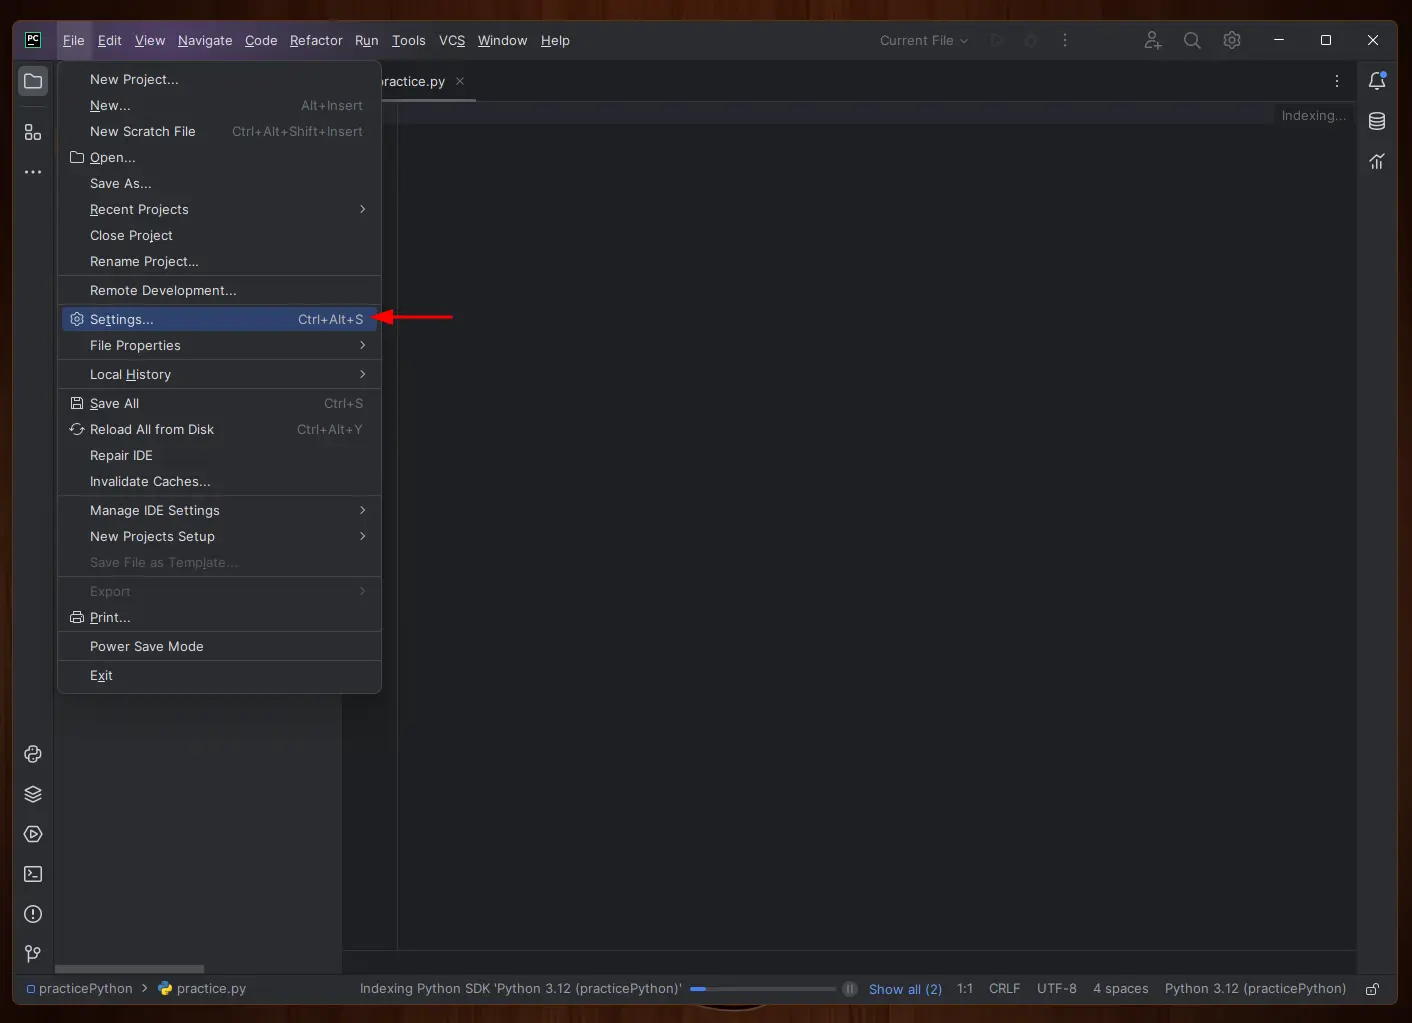 PC File Edit View Navigate Code Refactor Run Tools VCS Window Help Current File
practice.py
New Project...
New... Alt+Insert
Indexing...
New Scratch File Ctrl+Alt+Shift+Insert
Open...
Save As...
Recent Projects
Close Project
Rename Project...
Remote Development...
Settings... Ctrl+Alt+S
File Properties
Local History
Save All Ctrl+S
Reload All from Disk Ctrl+Alt+Y
Repair IDE
Invalidate Caches...
Manage IDE Settings
New Projects Setup
Save File as Template...
Export
Print...
Power Save Mode
Exit
practicePython practice.py Indexing Python SDK 'Python 3.12 (practicePython)' Show all (2) 1:1 CRLF UTF-8 4 spaces Python 3.12 (practicePython)